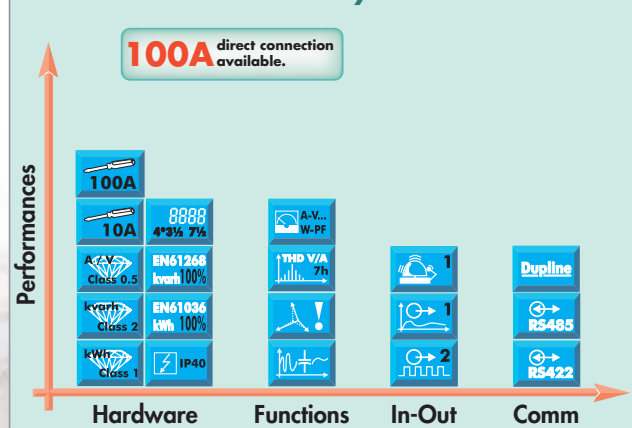 100A direct connection
available.
Performances
100A
10A
8888
4•3½ 7½
A / V
Class 0.5
EN61268
kvarh 100%
kvarh
Class 2
EN61036
kWh 100%
kWh
Class 1
IP40
A-V...
W-PF
THD V/A
7h
!
1
1
2
Dupline
RS485
RS422
Hardware Functions In-Out Comm